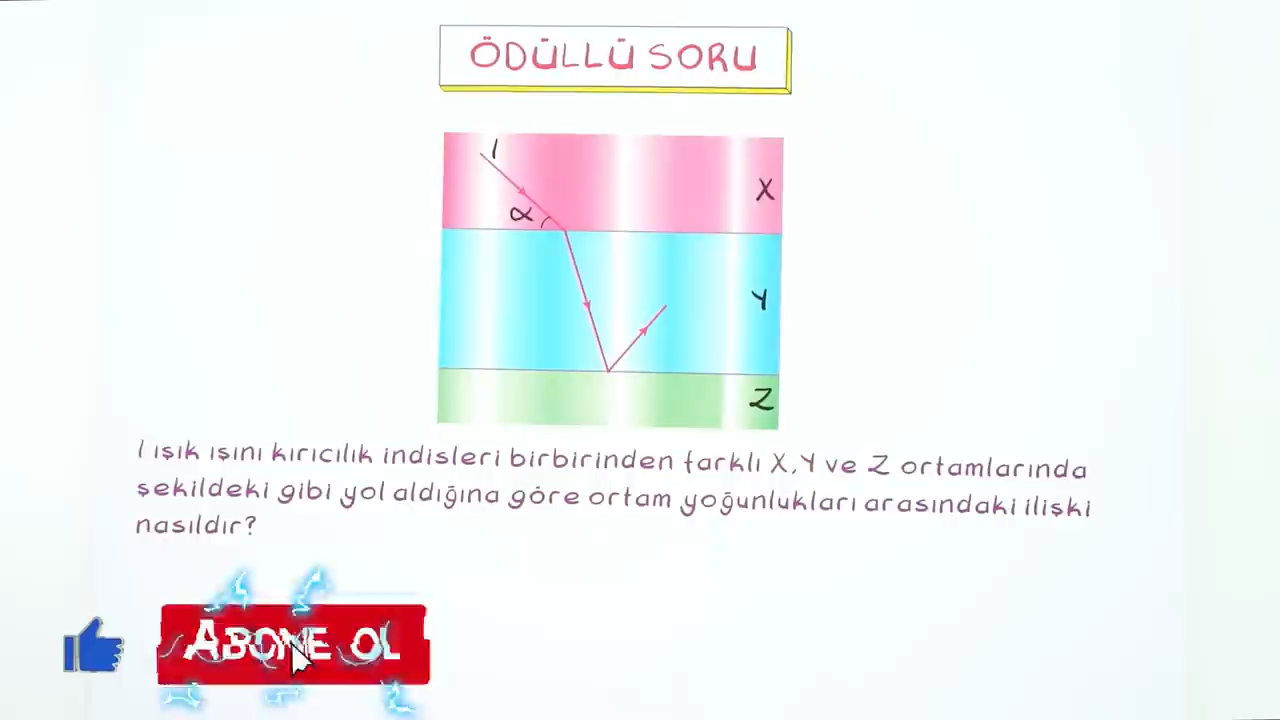 ÖDÜLLÜ SORU
I
α
X
Y
Z
I ışık ışını kırıcılık indisleri birbirinden farklı X, Y ve Z ortamlarında
şekildeki gibi yol aldığına göre ortam yoğunlukları arasındaki ilişki
nasıldır?
ABONE OL